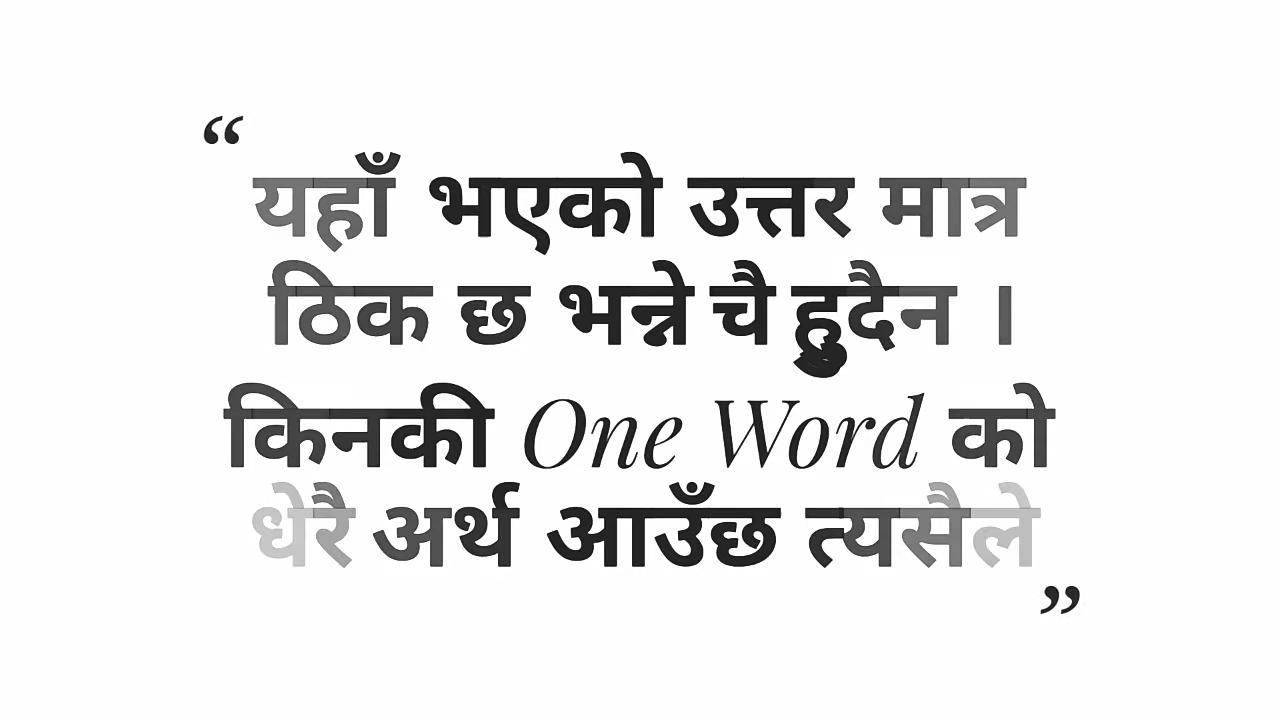 “यहाँ भएको उत्तर मात्र
ठिक छ भन्ने चै हुदैन ।
किनकी One Word को
धेरै अर्थ आउँछ त्यसैले”